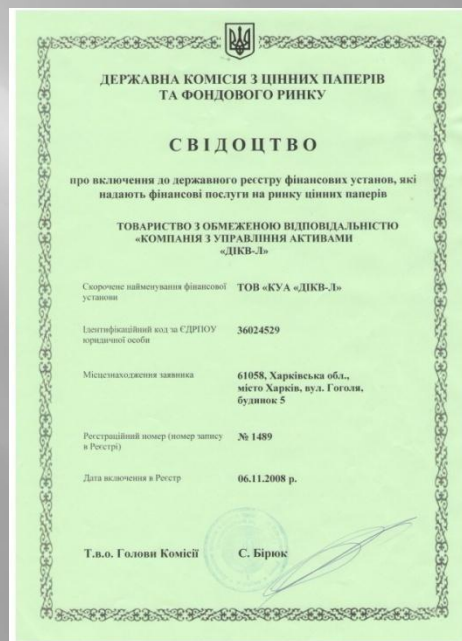 ДЕРЖАВНА КОМІСІЯ З ЦІННИХ ПАПЕРІВ
ТА ФОНДОВОГО РИНКУ
СВІДОЦТВО
про включення до державного реєстру фінансових установ, які
надають фінансові послуги на ринку цінних паперів
ТОВАРИСТВО З ОБМЕЖЕНОЮ ВІДПОВІДАЛЬНІСТЮ
«КОМПАНІЯ З УПРАВЛІННЯ АКТИВАМИ
«ДІКВ-Л»
Скорочене найменування фінансової установи ТОВ «КУА «ДІКВ-Л»
Ідентифікаційний код за ЄДРПОУ юридичної особи 36024529
Місцезнаходження заявника 61058, Харківська обл.,
місто Харків, вул. Гоголя,
будинок 5
Реєстраційний номер (номер запису в Реєстрі) № 1489
Дата включення в Реєстр 06.11.2008 р.
Т.в.о. Голови Комісії С. Бірюк